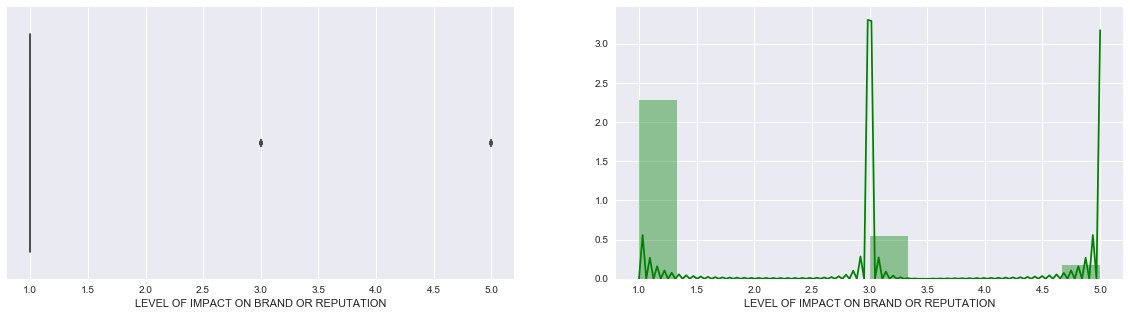 1.0 1.5 2.0 2.5 3.0 3.5 4.0 4.5 5.0
LEVEL OF IMPACT ON BRAND OR REPUTATION
3.0
2.5
2.0
1.5
1.0
0.5
0.0
1.0 1.5 2.0 2.5 3.0 3.5 4.0 4.5 5.0
LEVEL OF IMPACT ON BRAND OR REPUTATION